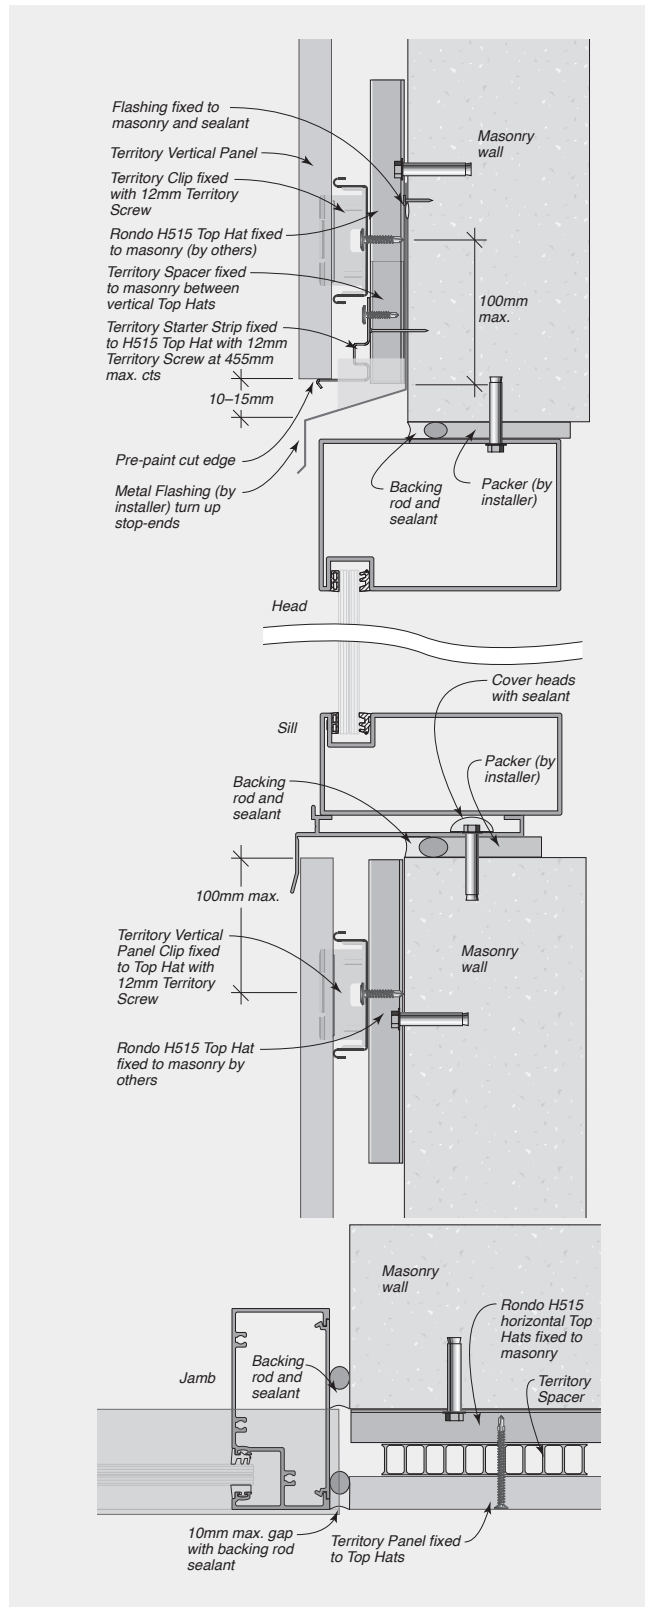 Flashing fixed to
masonry and sealant
Masonry
wall
Territory Vertical Panel
Territory Clip fixed
with 12mm Territory
Screw
Rondo H515 Top Hat fixed
to masonry (by others)
Territory Spacer fixed
to masonry between
vertical Top Hats
100mm
max.
Territory Starter Strip fixed
to H515 Top Hat with 12mm
Territory Screw at 455mm
max. cts
10–15mm
Pre-paint cut edge
Metal Flashing (by
installer) turn up
stop-ends
Backing
rod and
sealant
Packer (by
installer)
Head
Cover heads
with sealant
Sill
Packer (by
installer)
Backing
rod and
sealant
100mm max.
Territory Vertical
Panel Clip fixed
to Top Hat with
12mm Territory
Screw
Masonry
wall
Rondo H515 Top Hat
fixed to masonry by
others
Masonry
wall
Rondo H515
horizontal Top
Hats fixed to
masonry
Jamb
Backing
rod and
sealant
Territory
Spacer
10mm max. gap
with backing rod
sealant
Territory Panel fixed
to Top Hats